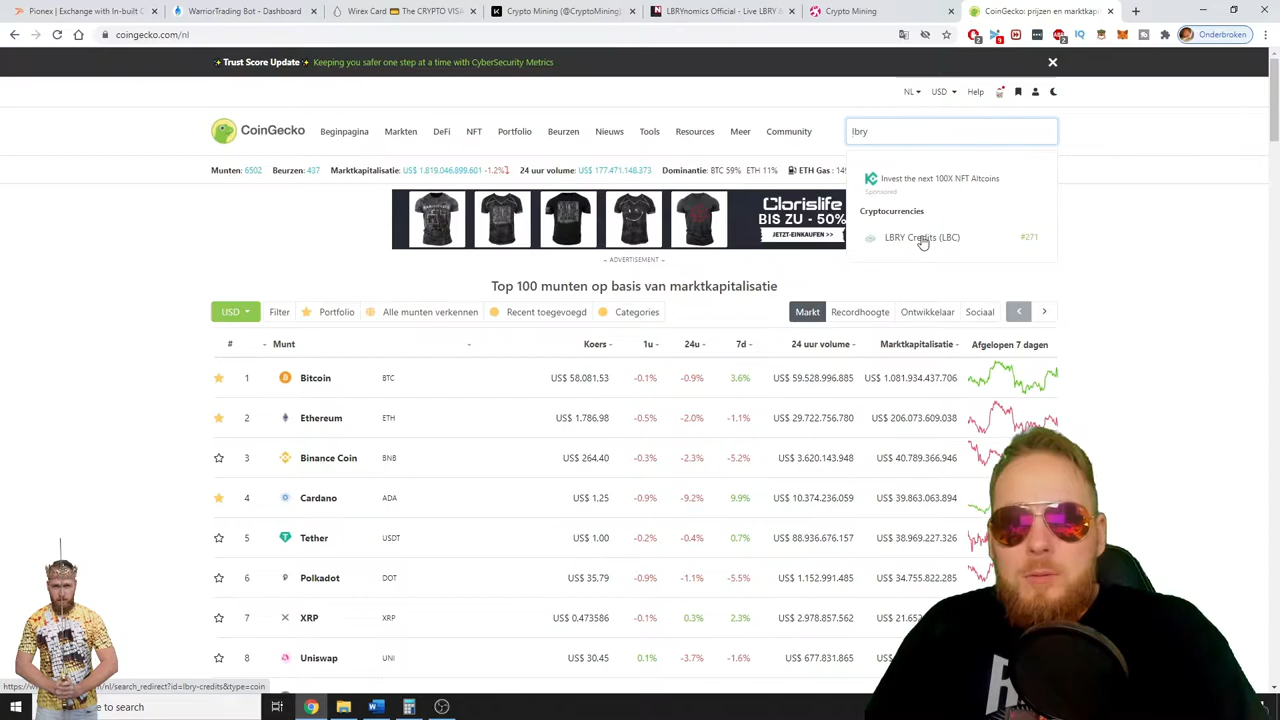 Pionex | Exchange with In-built C
WarriorTrading Bot - Dashboard
Wirex Card 💳 The CRYPTO VISA
Crypto Mining (@CryptoMining)
LBRYnomics Official - Live LBRY &
Crypto Mining
CoinGecko: prijzen en marktkapit
coingecko.com/nl
Onderbroken
Trust Score Update
Keeping you safer one step at a time with CyberSecurity Metrics
NL USD Help
CoinGecko
Beginpagina Markten DeFi NFT Portfolio Beurzen Nieuws Tools Resources Meer Community
lbry
Munten: 6502 Beurzen: 437 Marktkapitalisatie: US$ 1.819.046.899.601 -1.2% 24 uur volume: US$ 177.471.148.373 Dominantie: BTC 59% ETH 11% ETH Gas :
Invest the next 100X NFT Altcoins
Sponsored
Cryptocurrencies
LBRY Credits (LBC) #271
Clorislife
BIS ZU - 50%
JETZT-EINKAUFEN >>
~ ADVERTISEMENT ~
Top 100 munten op basis van marktkapitalisatie
USD Filter Portfolio Alle munten verkennen Recent toegevoegd Categories Markt Recordhoogte Ontwikkelaar Sociaal
# Munt Koers 1u 24u 7d 24 uur volume Marktkapitalisatie Afgelopen 7 dagen
1 Bitcoin BTC US$ 58.081.53 -0.1% -0.9% 3.6% US$ 59.528.996.885 US$ 1.081.934.437.706
2 Ethereum ETH US$ 1.786,98 -0.5% -2.0% -1.1% US$ 29.722.756.780 US$ 206.073.609.038
3 Binance Coin BNB US$ 264,40 -0.3% -2.3% -5.2% US$ 3.620.143.948 US$ 40.789.366.946
4 Cardano ADA US$ 1.25 -0.9% -9.2% 9.9% US$ 10.374.236.059 US$ 39.863.063.894
5 Tether USDT US$ 1.00 -0.2% -0.4% 0.7% US$ 88.936.676.157 US$ 38.969.227.326
6 Polkadot DOT US$ 35.79 -0.9% -1.1% -5.5% US$ 1.152.991.485 US$ 34.755.822.285
7 XRP XRP US$ 0.473586 -0.1% 0.3% 2.3% US$ 2.978.857.562
8 Uniswap UNI US$ 30.45 0.1% -3.7% -1.6% US$ 677.831.865
/nl/search_redirect?id=lbry-credits&type=coin
to search